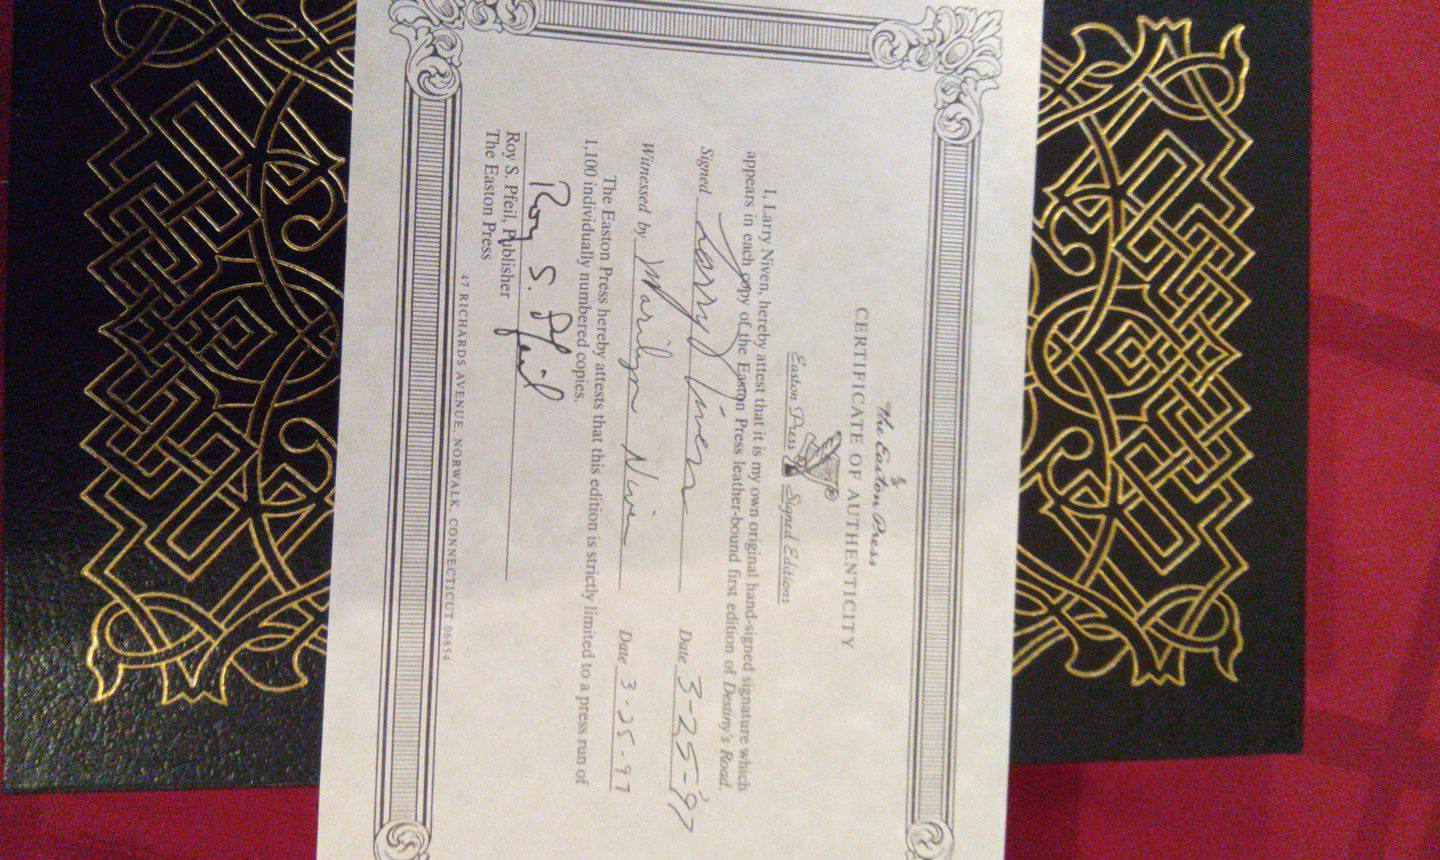 The Easton Press
CERTIFICATE OF AUTHENTICITY
Easton Press Signed Editions
I, Larry Niven, hereby attest that it is my own original hand-signed signature which
appears in each copy of the Easton Press leather-bound first edition of Destiny's Road.
Signed Larry Niven Date 3-25-'97
Witnessed by Marilyn Niven Date 3-25-97
The Easton Press hereby attests that this edition is strictly limited to a press run of
1,100 individually numbered copies.
Roy S. Pfeil
Roy S. Pfeil, Publisher
The Easton Press
47 RICHARDS AVENUE, NORWALK, CONNECTICUT 06854